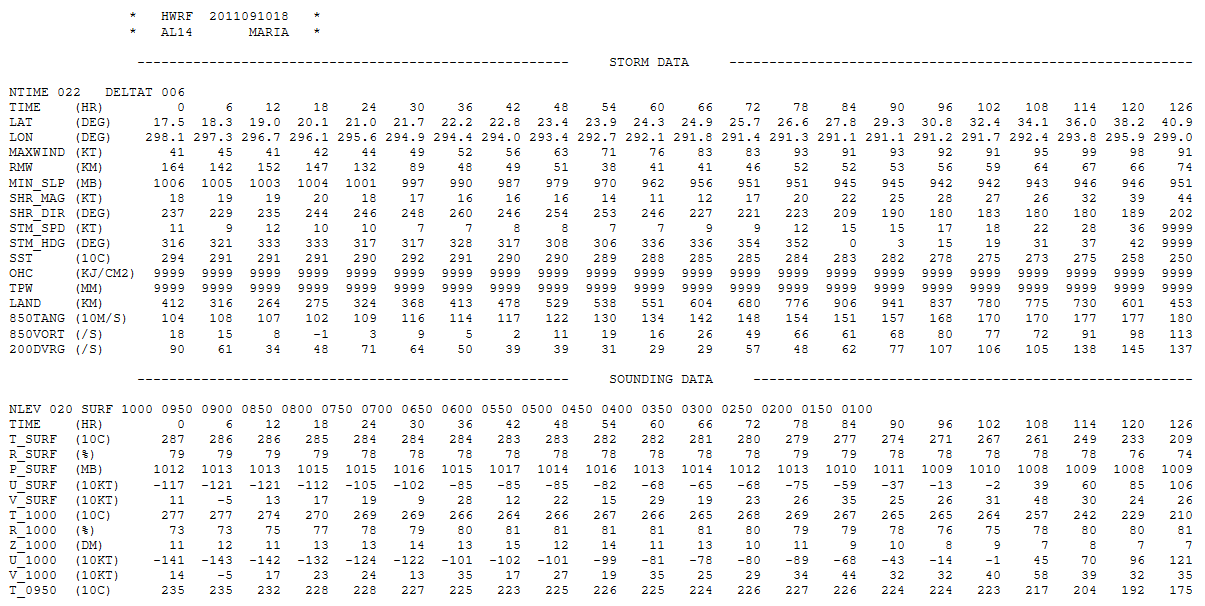 * HWRF 2011091018 *
* AL14 MARIA *
---------------------------------------------------- STORM DATA --------------------------------------------------------
NTIME 022 DELTAT 006
TIME (HR) 0 6 12 18 24 30 36 42 48 54 60 66 72 78 84 90 96 102 108 114 120 126
LAT (DEG) 17.5 18.3 19.0 20.1 21.0 21.7 22.2 22.8 23.4 23.9 24.3 24.9 25.7 26.6 27.8 29.3 30.8 32.4 34.1 36.0 38.2 40.9
LON (DEG) 298.1 297.3 296.7 296.1 295.6 294.9 294.4 294.0 293.4 292.7 292.1 291.8 291.4 291.3 291.1 291.1 291.2 291.7 292.4 293.8 295.9 299.0
MAXWIND (KT) 41 45 41 42 44 49 52 56 63 71 76 83 83 93 91 93 92 91 95 99 98 91
RMW (KM) 164 142 152 147 132 89 48 49 51 38 41 41 46 52 52 53 56 59 64 67 66 74
MIN_SLP (MB) 1006 1005 1003 1004 1001 997 990 987 979 970 962 956 951 951 945 945 942 942 943 946 946 951
SHR_MAG (KT) 18 19 19 20 18 17 16 16 16 14 11 12 17 20 22 25 28 27 26 32 39 44
SHR_DIR (DEG) 237 229 235 244 246 248 260 246 254 253 246 227 221 223 209 190 180 183 180 180 189 202
STM_SPD (KT) 11 9 12 10 10 7 7 8 8 7 7 9 9 12 15 15 17 18 22 28 36 9999
STM_HDG (DEG) 316 321 333 333 317 317 328 317 308 306 336 336 354 352 0 3 15 19 31 37 42 9999
SST (10C) 294 291 291 291 290 292 291 290 290 289 288 285 285 284 283 282 278 275 273 275 258 250
OHC (KJ/CM2) 9999 9999 9999 9999 9999 9999 9999 9999 9999 9999 9999 9999 9999 9999 9999 9999 9999 9999 9999 9999 9999 9999
TPW (MM) 9999 9999 9999 9999 9999 9999 9999 9999 9999 9999 9999 9999 9999 9999 9999 9999 9999 9999 9999 9999 9999 9999
LAND (KM) 412 316 264 275 324 368 413 478 529 538 551 604 680 776 906 941 837 780 775 730 601 453
850TANG (10M/S) 104 108 107 102 109 116 114 117 122 130 134 142 148 154 151 157 168 170 170 177 177 180
850VORT (/S) 18 15 8 -1 3 9 5 2 11 19 16 26 49 66 61 68 80 77 72 91 98 113
200DVRG (/S) 90 61 34 48 71 64 50 39 39 31 29 29 57 48 62 77 107 106 105 138 145 137
---------------------------------------------------- SOUNDING DATA -----------------------------------------------------
NLEV 020 SURF 1000 0950 0900 0850 0800 0750 0700 0650 0600 0550 0500 0450 0400 0350 0300 0250 0200 0150 0100
TIME (HR) 0 6 12 18 24 30 36 42 48 54 60 66 72 78 84 90 96 102 108 114 120 126
T_SURF (10C) 287 286 286 285 284 284 284 283 283 282 282 281 280 279 277 274 271 267 261 249 233 209
R_SURF (%) 79 79 79 79 78 78 78 78 78 78 78 78 78 78 78 78 78 78 78 78 76 74
P_SURF (MB) 1012 1013 1013 1015 1015 1016 1015 1017 1014 1016 1013 1014 1012 1013 1010 1011 1009 1010 1008 1009 1008 1009
U_SURF (10KT) -117 -121 -121 -112 -105 -102 -85 -85 -85 -82 -68 -65 -68 -75 -59 -37 -13 -2 39 60 85 106
V_SURF (10KT) 11 -5 13 17 19 9 28 12 22 15 29 19 23 26 35 25 26 31 48 30 24 26
T_1000 (10C) 277 277 274 270 269 269 266 264 266 267 266 265 268 269 267 265 265 264 257 242 229 210
R_1000 (%) 73 73 75 77 78 79 80 81 81 81 81 81 80 79 79 78 76 75 78 80 80 81
Z_1000 (DM) 11 12 11 13 13 14 13 15 12 14 11 13 10 11 9 10 8 9 7 8 7 7
U_1000 (10KT) -141 -143 -142 -132 -124 -122 -101 -102 -101 -99 -81 -78 -80 -89 -68 -43 -14 -1 45 70 96 121
V_1000 (10KT) 14 -5 17 23 24 13 35 17 27 19 35 25 29 34 44 32 32 40 58 39 32 35
T_0950 (10C) 235 235 232 228 228 227 225 223 225 226 225 224 226 227 226 224 224 223 217 204 192 175